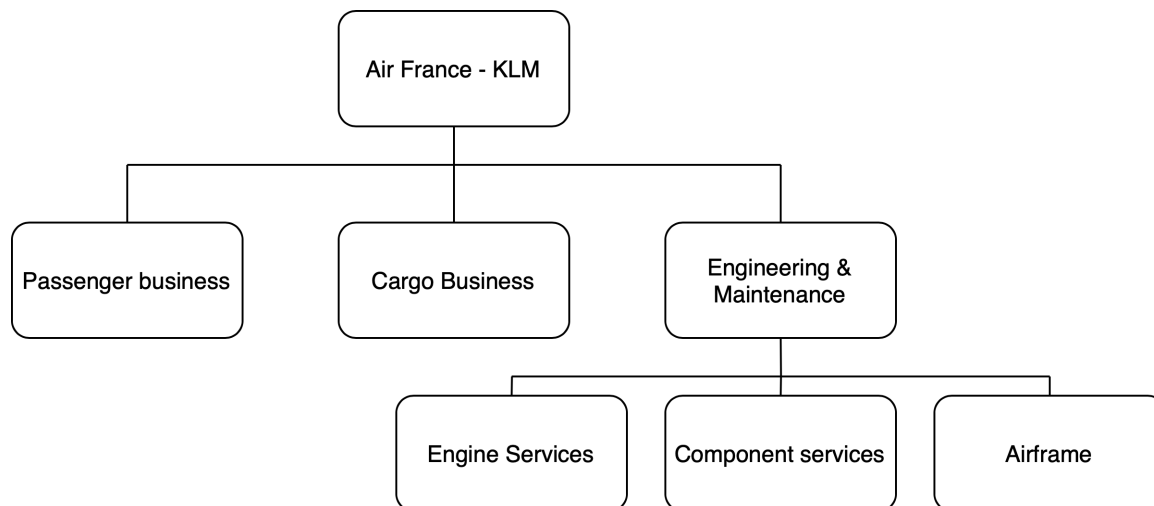 Air France - KLM
Passenger business
Cargo Business
Engineering &
Maintenance
Engine Services
Component services
Airframe